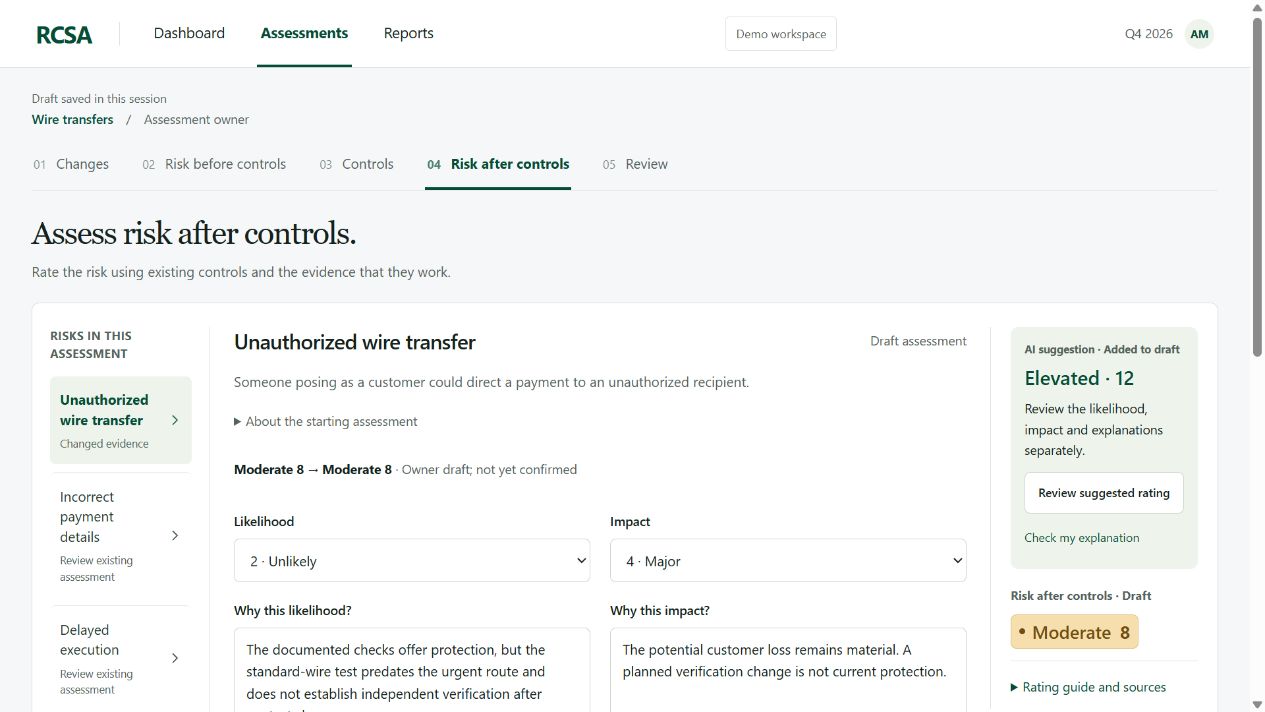 RCSA
Dashboard
Assessments
Reports
Demo workspace
Q4 2026
AM
Draft saved in this session
Wire transfers / Assessment owner
01 Changes
02 Risk before controls
03 Controls
04 Risk after controls
05 Review
Assess risk after controls.
Rate the risk using existing controls and the evidence that they work.
RISKS IN THIS
ASSESSMENT
Unauthorized
wire transfer
Changed evidence
Incorrect
payment
details
Review existing
assessment
Delayed
execution
Review existing
assessment
Unauthorized wire transfer
Draft assessment
Someone posing as a customer could direct a payment to an unauthorized recipient.
About the starting assessment
Moderate 8 → Moderate 8 · Owner draft; not yet confirmed
Likelihood
2 · Unlikely
Impact
4 · Major
Why this likelihood?
The documented checks offer protection, but the
standard-wire test predates the urgent route and
does not establish independent verification after
Why this impact?
The potential customer loss remains material. A
planned verification change is not current protection.
AI suggestion · Added to draft
Elevated · 12
Review the likelihood,
impact and explanations
separately.
Review suggested rating
Check my explanation
Risk after controls · Draft
• Moderate 8
Rating guide and sources